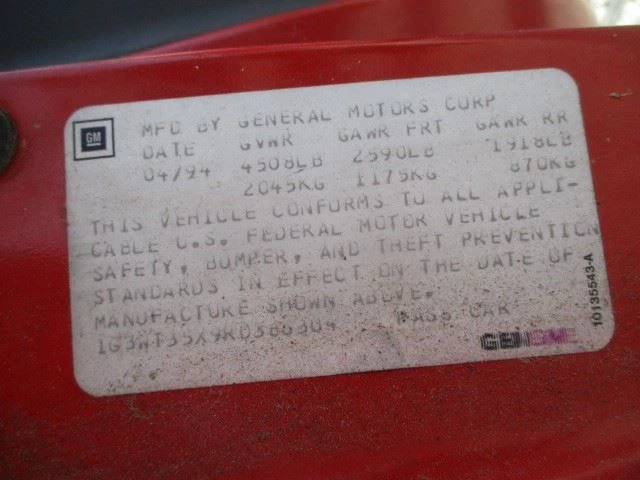 GM
MFD BY GENERAL MOTORS CORP
DATE GVWR GAWR FRT GAWR RR
04/94 4508LB 2590LB 1918LB
2045KG 1175KG 870KG
THIS VEHICLE CONFORMS TO ALL APPLI-
CABLE U.S. FEDERAL MOTOR VEHICLE
SAFETY, BUMPER, AND THEFT PREVENTION
STANDARDS IN EFFECT ON THE DATE OF
MANUFACTURE SHOWN ABOVE.
PASS CAR
GM
10135543-A